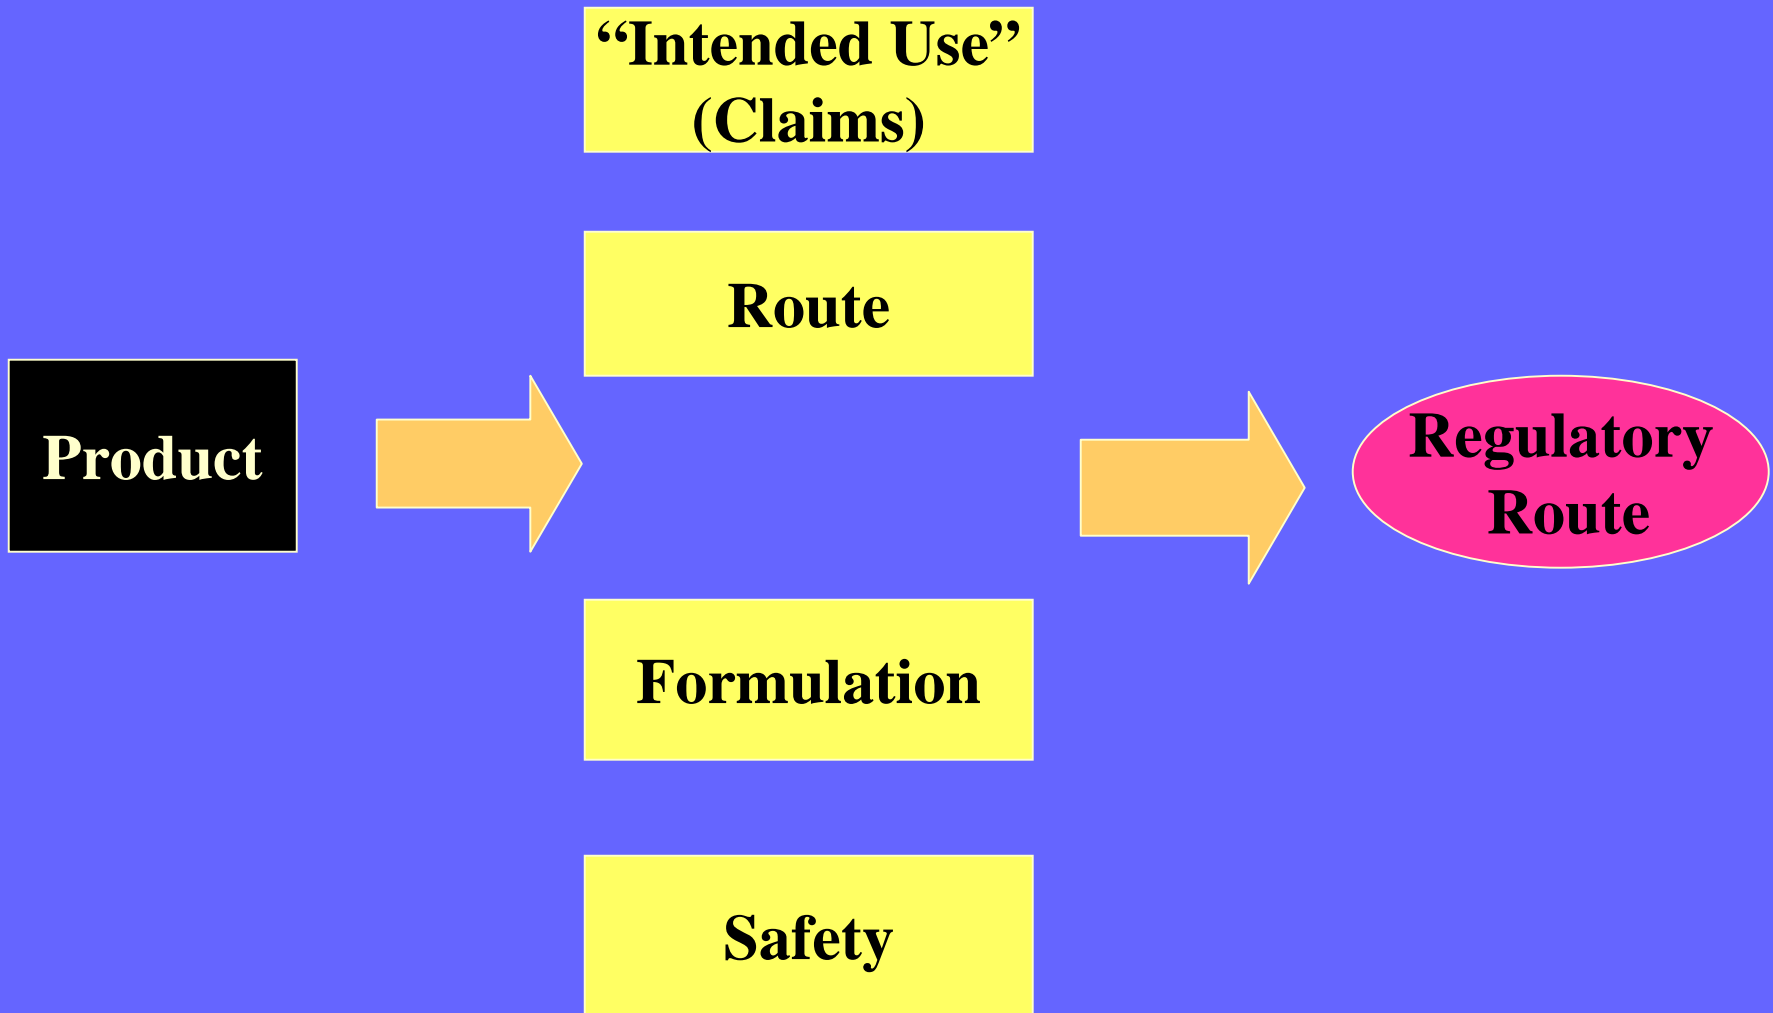 “Intended Use”
(Claims)
Route
Product
Regulatory
Route
Formulation
Safety